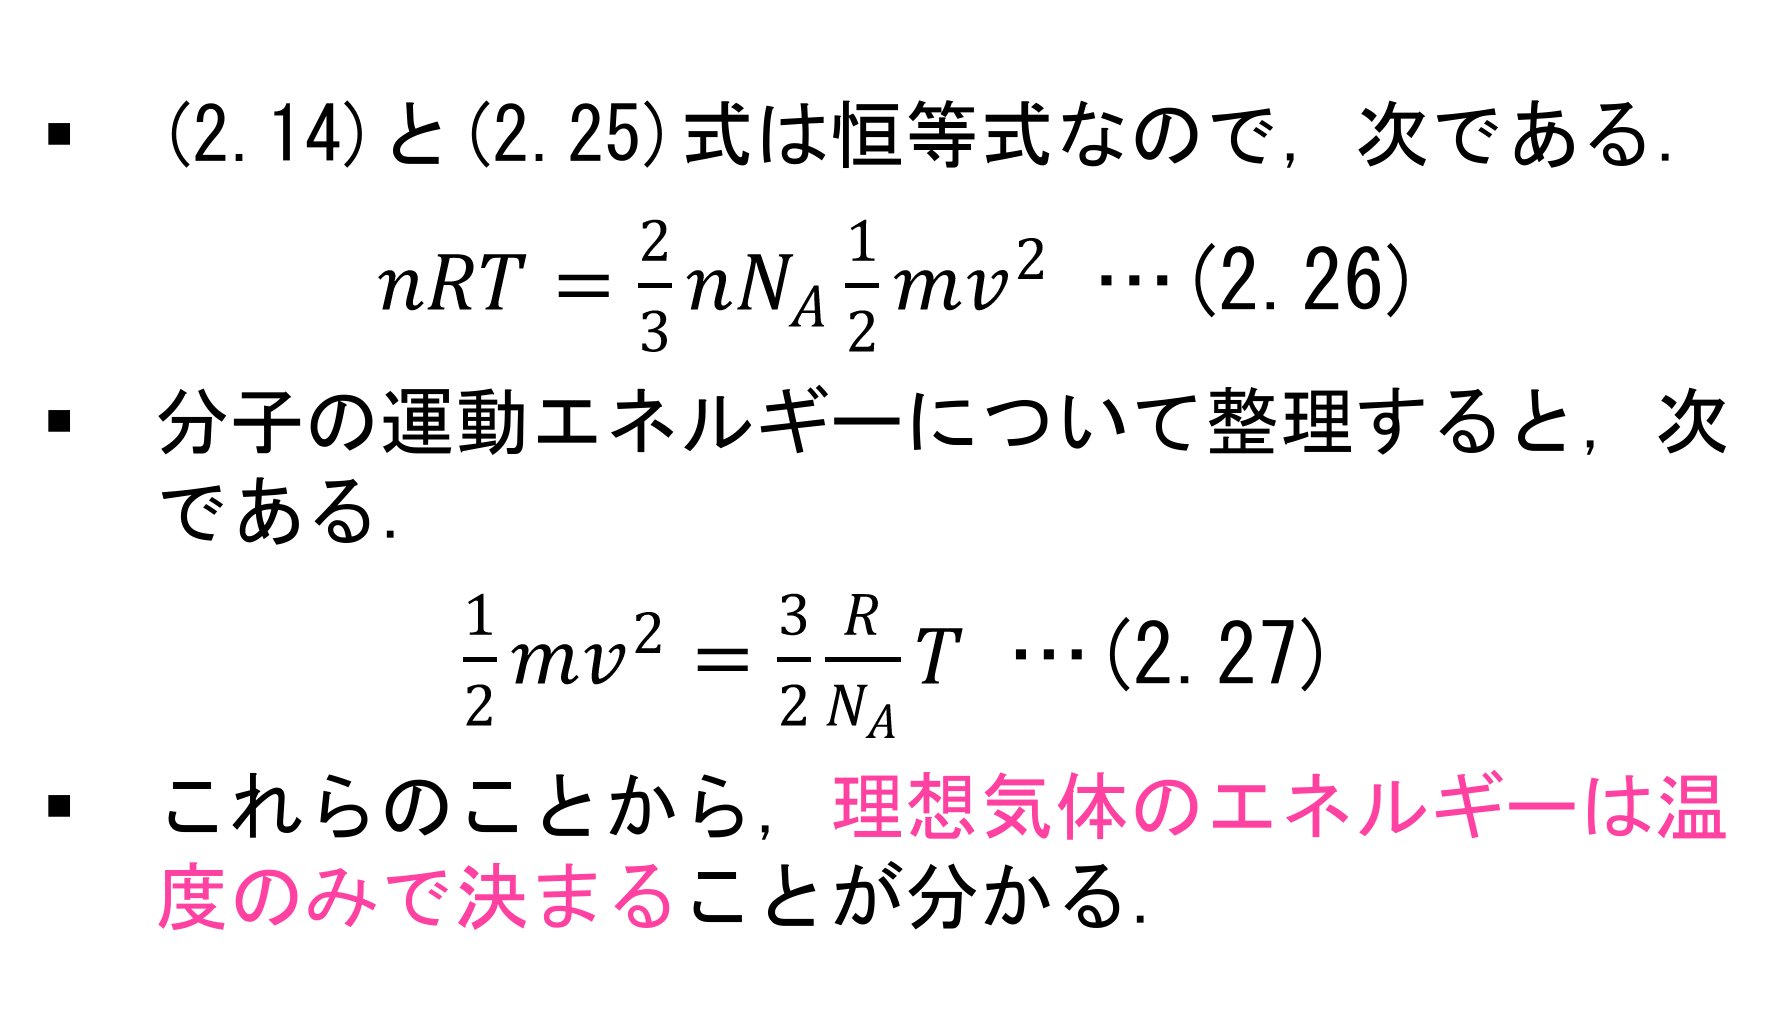 ▪ (2.14)と(2.25)式は恒等式なので, 次である.
nRT = 2/3 nN_A 1/2 mv² …(2.26)
▪ 分子の運動エネルギーについて整理すると, 次
である.
1/2 mv² = 3/2 R/N_A T …(2.27)
▪ これらのことから, 理想気体のエネルギーは温
度のみで決まることが分かる.